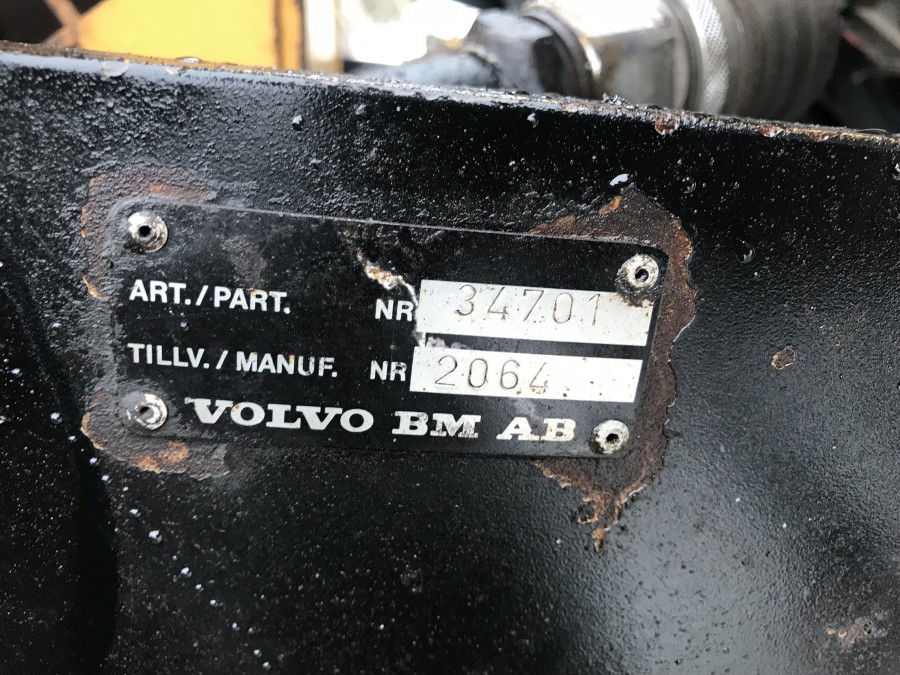 ART./PART. NR 34701
TILLV./MANUF. NR 2064
VOLVO BM AB